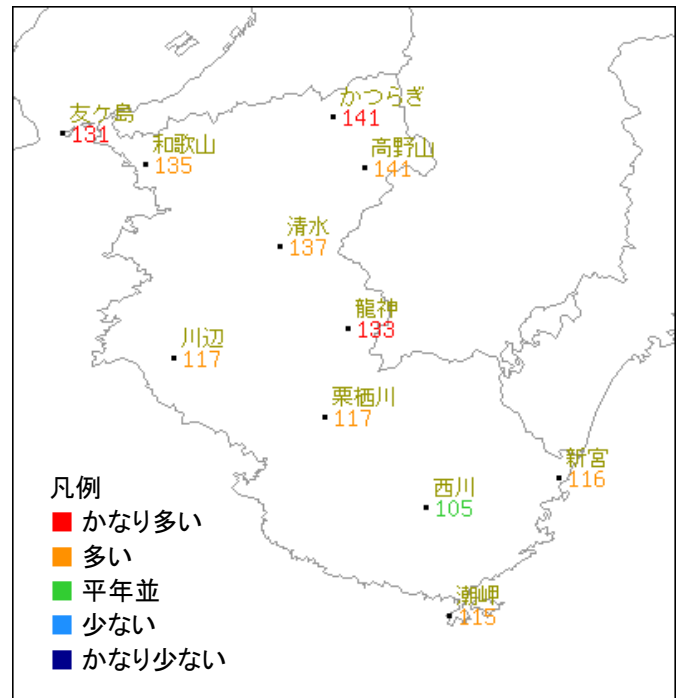 かつらぎ
141
友ケ島
131
和歌山
135
高野山
141
清水
137
龍神
133
川辺
117
栗栖川
117
新宮
116
西川
105
潮岬
115
凡例
かなり多い
多い
平年並
少ない
かなり少ない